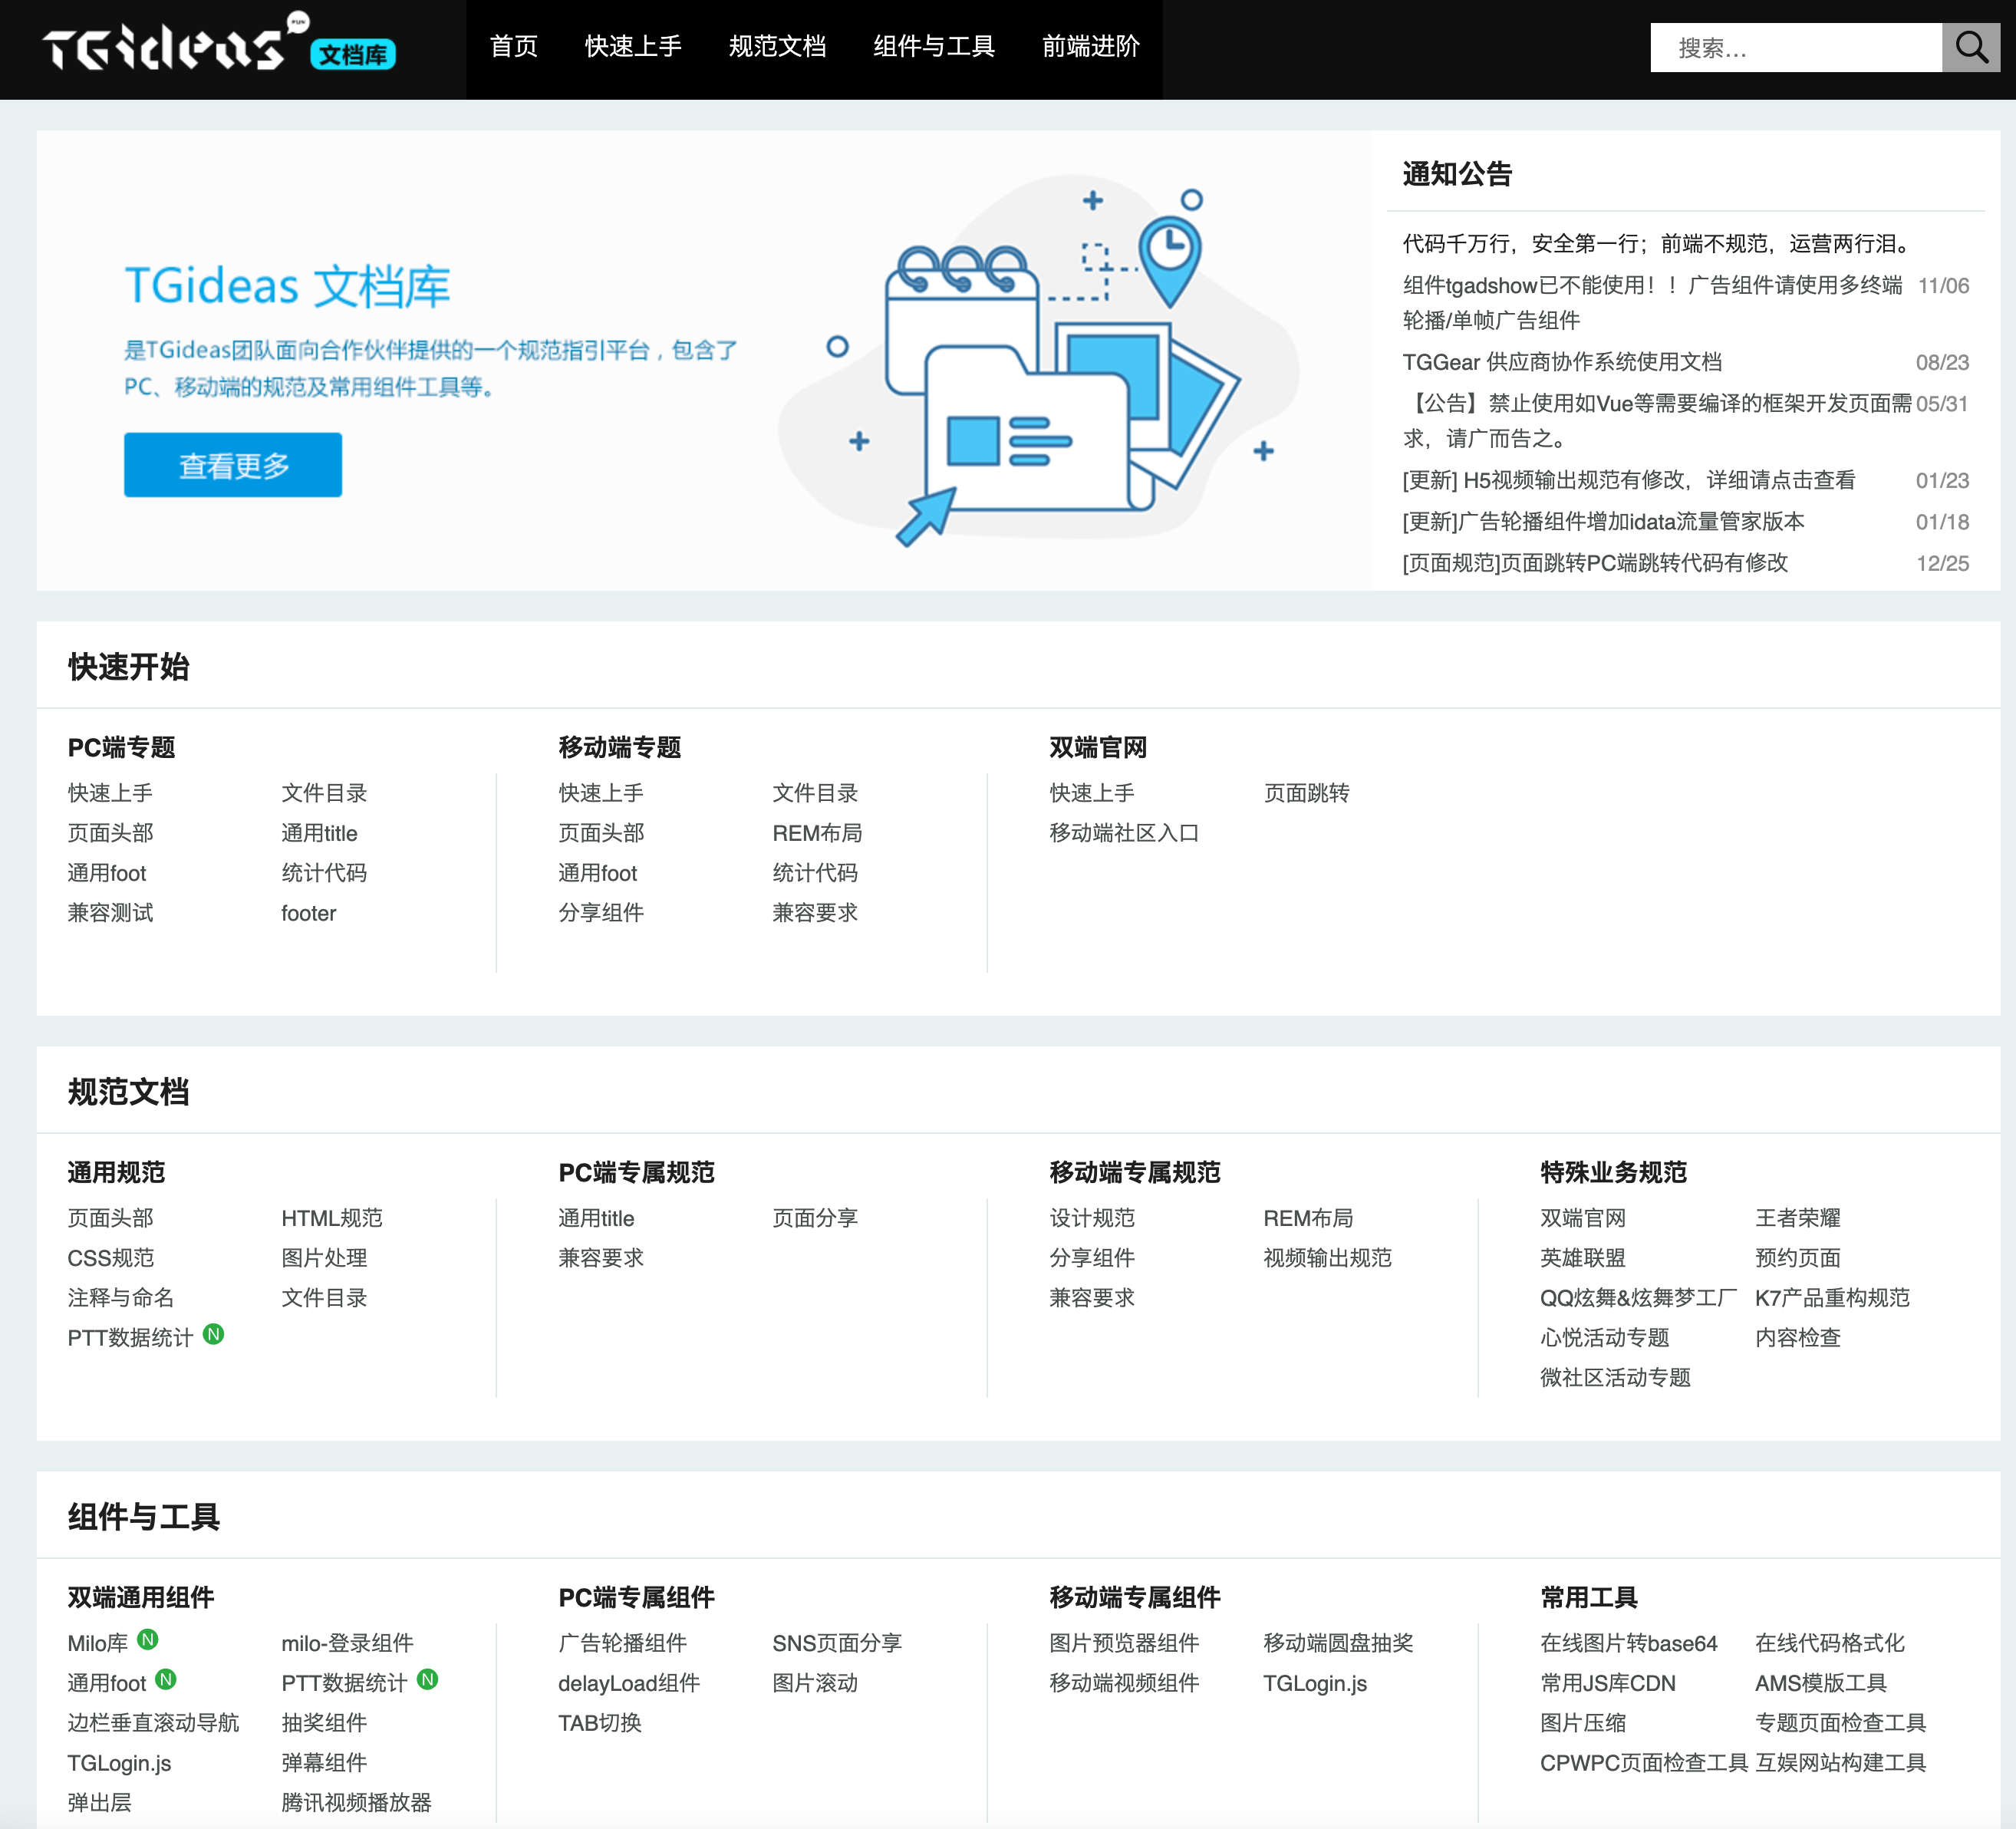 TGideas FUN 文档库
首页 快速上手 规范文档 组件与工具 前端进阶
搜索...
TGideas 文档库
是TGideas团队面向合作伙伴提供的一个规范指引平台，包含了
PC、移动端的规范及常用组件工具等。
查看更多
通知公告
代码千万行，安全第一行；前端不规范，运营两行泪。
组件tgadshow已不能使用！！广告组件请使用多终端 11/06
轮播/单帧广告组件
TGGear 供应商协作系统使用文档 08/23
【公告】禁止使用如Vue等需要编译的框架开发页面需 05/31
求，请广而告之。
[更新] H5视频输出规范有修改，详细请点击查看 01/23
[更新]广告轮播组件增加idata流量管家版本 01/18
[页面规范]页面跳转PC端跳转代码有修改 12/25
快速开始
PC端专题
快速上手 文件目录
页面头部 通用title
通用foot 统计代码
兼容测试 footer
移动端专题
快速上手 文件目录
页面头部 REM布局
通用foot 统计代码
分享组件 兼容要求
双端官网
快速上手 页面跳转
移动端社区入口
规范文档
通用规范
页面头部 HTML规范
CSS规范 图片处理
注释与命名 文件目录
PTT数据统计 N
PC端专属规范
通用title 页面分享
兼容要求
移动端专属规范
设计规范 REM布局
分享组件 视频输出规范
兼容要求
特殊业务规范
双端官网 王者荣耀
英雄联盟 预约页面
QQ炫舞&炫舞梦工厂 K7产品重构规范
心悦活动专题 内容检查
微社区活动专题
组件与工具
双端通用组件
Milo库 N milo-登录组件
通用foot N PTT数据统计 N
边栏垂直滚动导航 抽奖组件
TGLogin.js 弹幕组件
弹出层 腾讯视频播放器
PC端专属组件
广告轮播组件 SNS页面分享
delayLoad组件 图片滚动
TAB切换
移动端专属组件
图片预览器组件 移动端圆盘抽奖
移动端视频组件 TGLogin.js
常用工具
在线图片转base64 在线代码格式化
常用JS库CDN AMS模版工具
图片压缩 专题页面检查工具
CPWPC页面检查工具 互娱网站构建工具